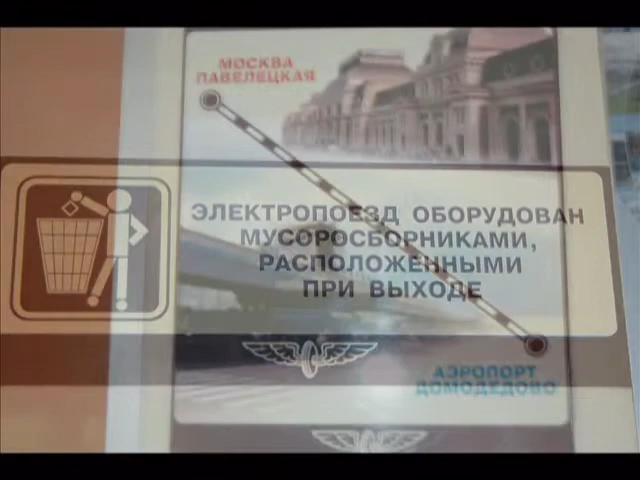 МОСКВА
ПАВЕЛЕЦКАЯ
ЭЛЕКТРОПОЕЗД ОБОРУДОВАН
МУСОРОСБОРНИКАМИ,
РАСПОЛОЖЕННЫМИ
ПРИ ВЫХОДЕ
АЭРОПОРТ
ДОМОДЕДОВО